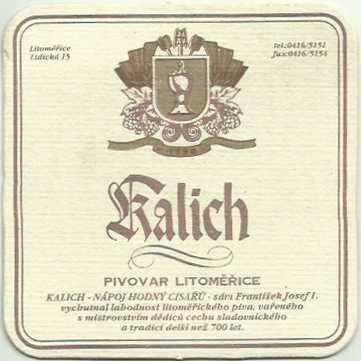 Litoměřice
Lidická 15
tel.:0416/5151
fax:0416/5154
Kalich
PIVOVAR LITOMĚŘICE
KALICH - NÁPOJ HODNÝ CÍSAŘŮ - sám František Josef I.
vychutnal lahodnost litoměřického piva, vařeného
s mistrovstvím dědiců cechu sladovnického
a tradicí delší než 700 let.